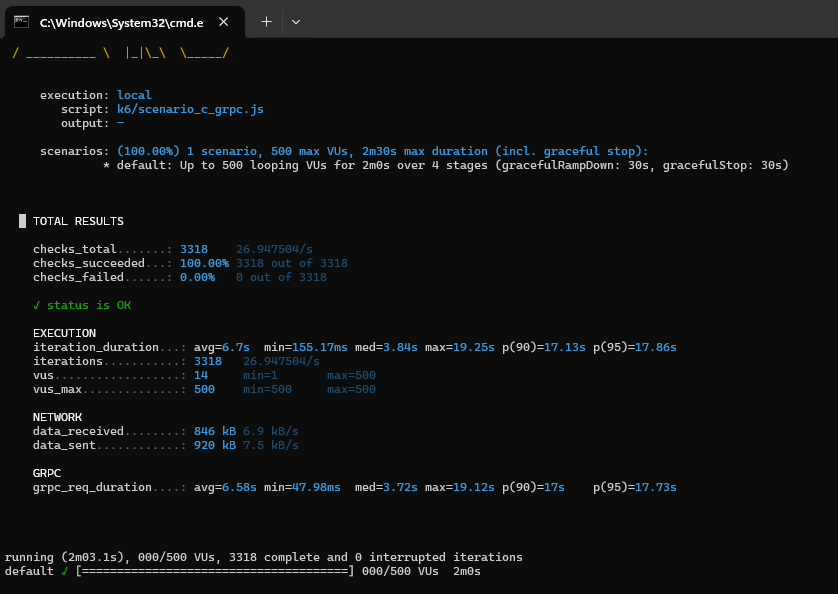 C:\Windows\System32\cmd.e
/ __________ \  |_|\_\  \_____/
execution: local
script: k6/scenario_c_grpc.js
output: -
scenarios: (100.00%) 1 scenario, 500 max VUs, 2m30s max duration (incl. graceful stop):
* default: Up to 500 looping VUs for 2m0s over 4 stages (gracefulRampDown: 30s, gracefulStop: 30s)
█ TOTAL RESULTS
checks_total.......: 3318    26.947504/s
checks_succeeded...: 100.00% 3318 out of 3318
checks_failed......: 0.00%   0 out of 3318
✓ status is OK
EXECUTION
iteration_duration...: avg=6.7s  min=155.17ms med=3.84s max=19.25s p(90)=17.13s p(95)=17.86s
iterations...........: 3318   26.947504/s
vus..................: 14     min=1        max=500
vus_max..............: 500    min=500      max=500
NETWORK
data_received........: 846 kB 6.9 kB/s
data_sent............: 920 kB 7.5 kB/s
GRPC
grpc_req_duration....: avg=6.58s min=47.98ms  med=3.72s max=19.12s p(90)=17s    p(95)=17.73s
running (2m03.1s), 000/500 VUs, 3318 complete and 0 interrupted iterations
default ✓ [======================================] 000/500 VUs  2m0s